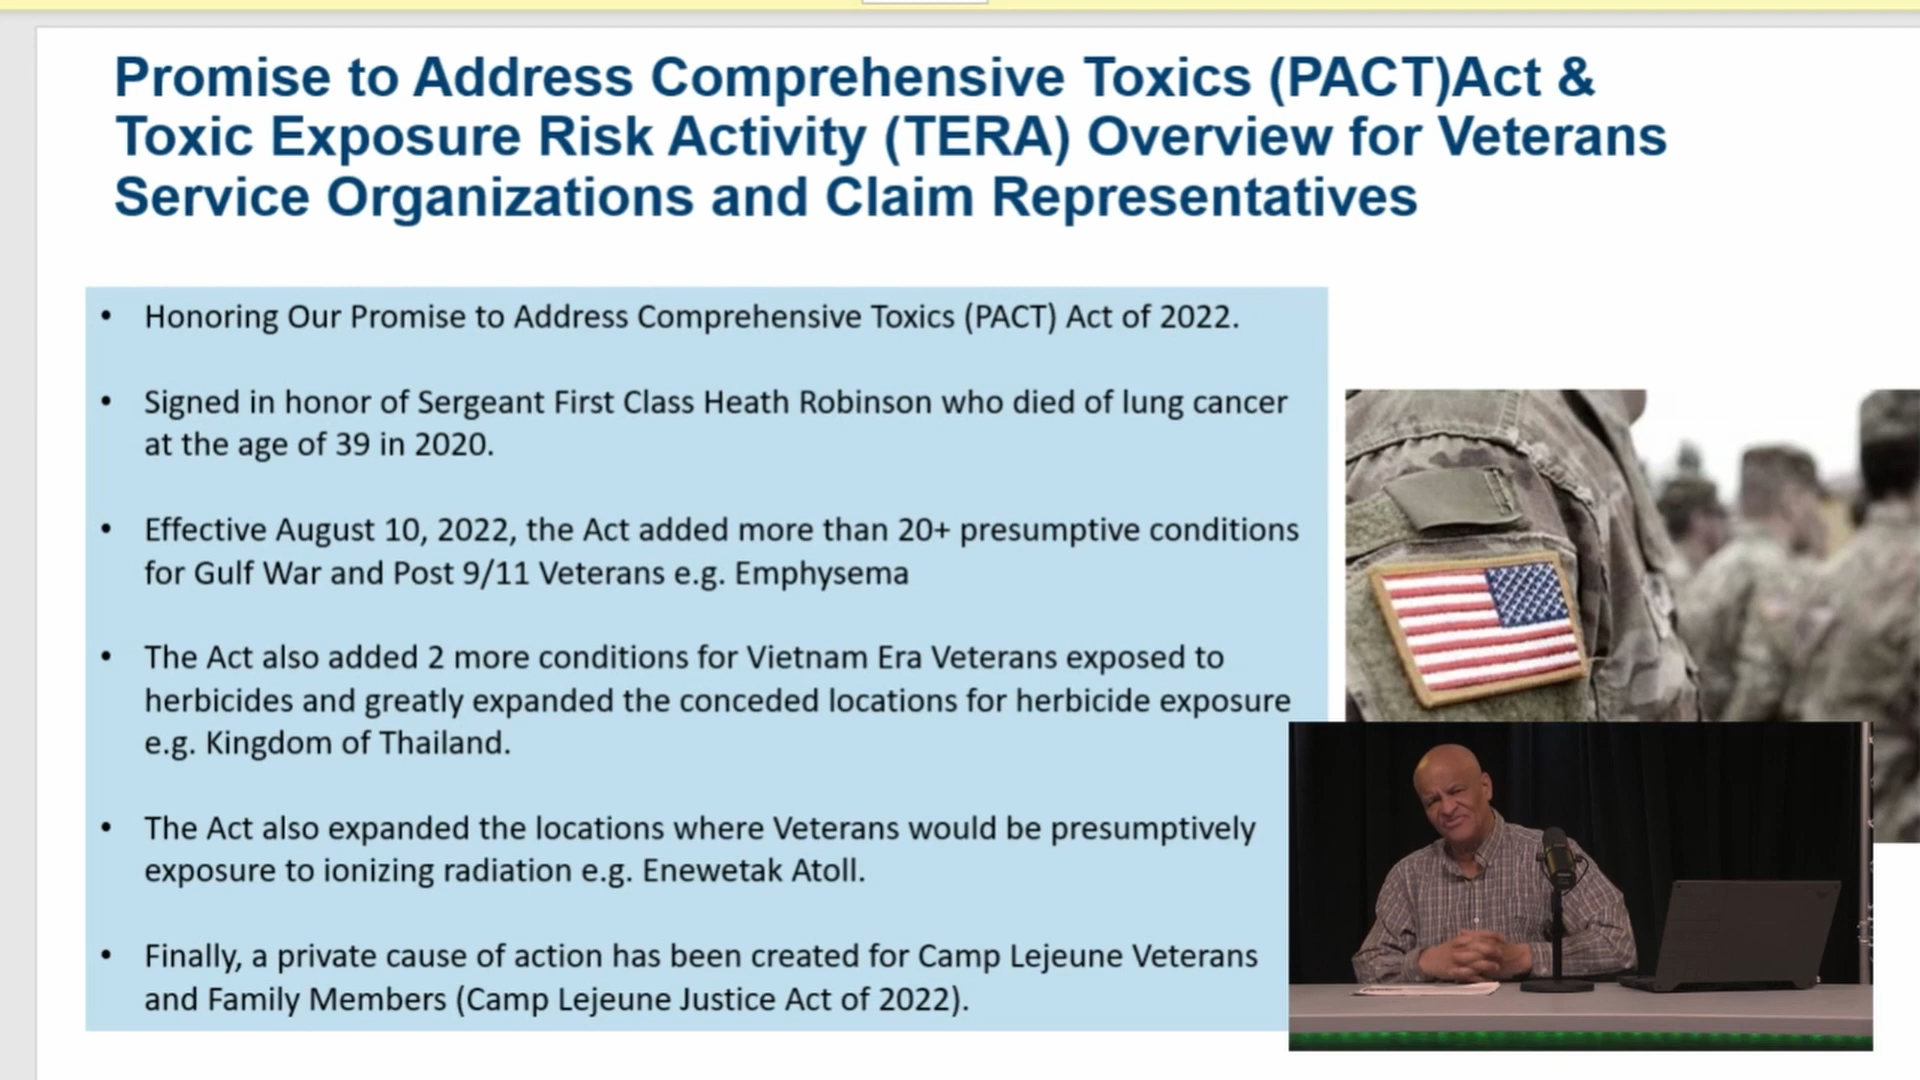 Promise to Address Comprehensive Toxics (PACT)Act &
Toxic Exposure Risk Activity (TERA) Overview for Veterans
Service Organizations and Claim Representatives
• Honoring Our Promise to Address Comprehensive Toxics (PACT) Act of 2022.
• Signed in honor of Sergeant First Class Heath Robinson who died of lung cancer
at the age of 39 in 2020.
• Effective August 10, 2022, the Act added more than 20+ presumptive conditions
for Gulf War and Post 9/11 Veterans e.g. Emphysema
• The Act also added 2 more conditions for Vietnam Era Veterans exposed to
herbicides and greatly expanded the conceded locations for herbicide exposure
e.g. Kingdom of Thailand.
• The Act also expanded the locations where Veterans would be presumptively
exposure to ionizing radiation e.g. Enewetak Atoll.
• Finally, a private cause of action has been created for Camp Lejeune Veterans
and Family Members (Camp Lejeune Justice Act of 2022).